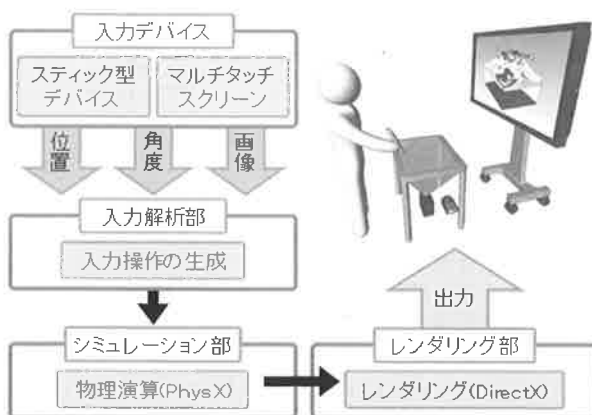 入力デバイス
スティック型
デバイス
マルチタッチ
スクリーン
位置
角度
画像
入力解析部
入力操作の生成
シミュレーション部
物理演算(PhysX)
レンダリング部
レンダリング(DirectX)
出力